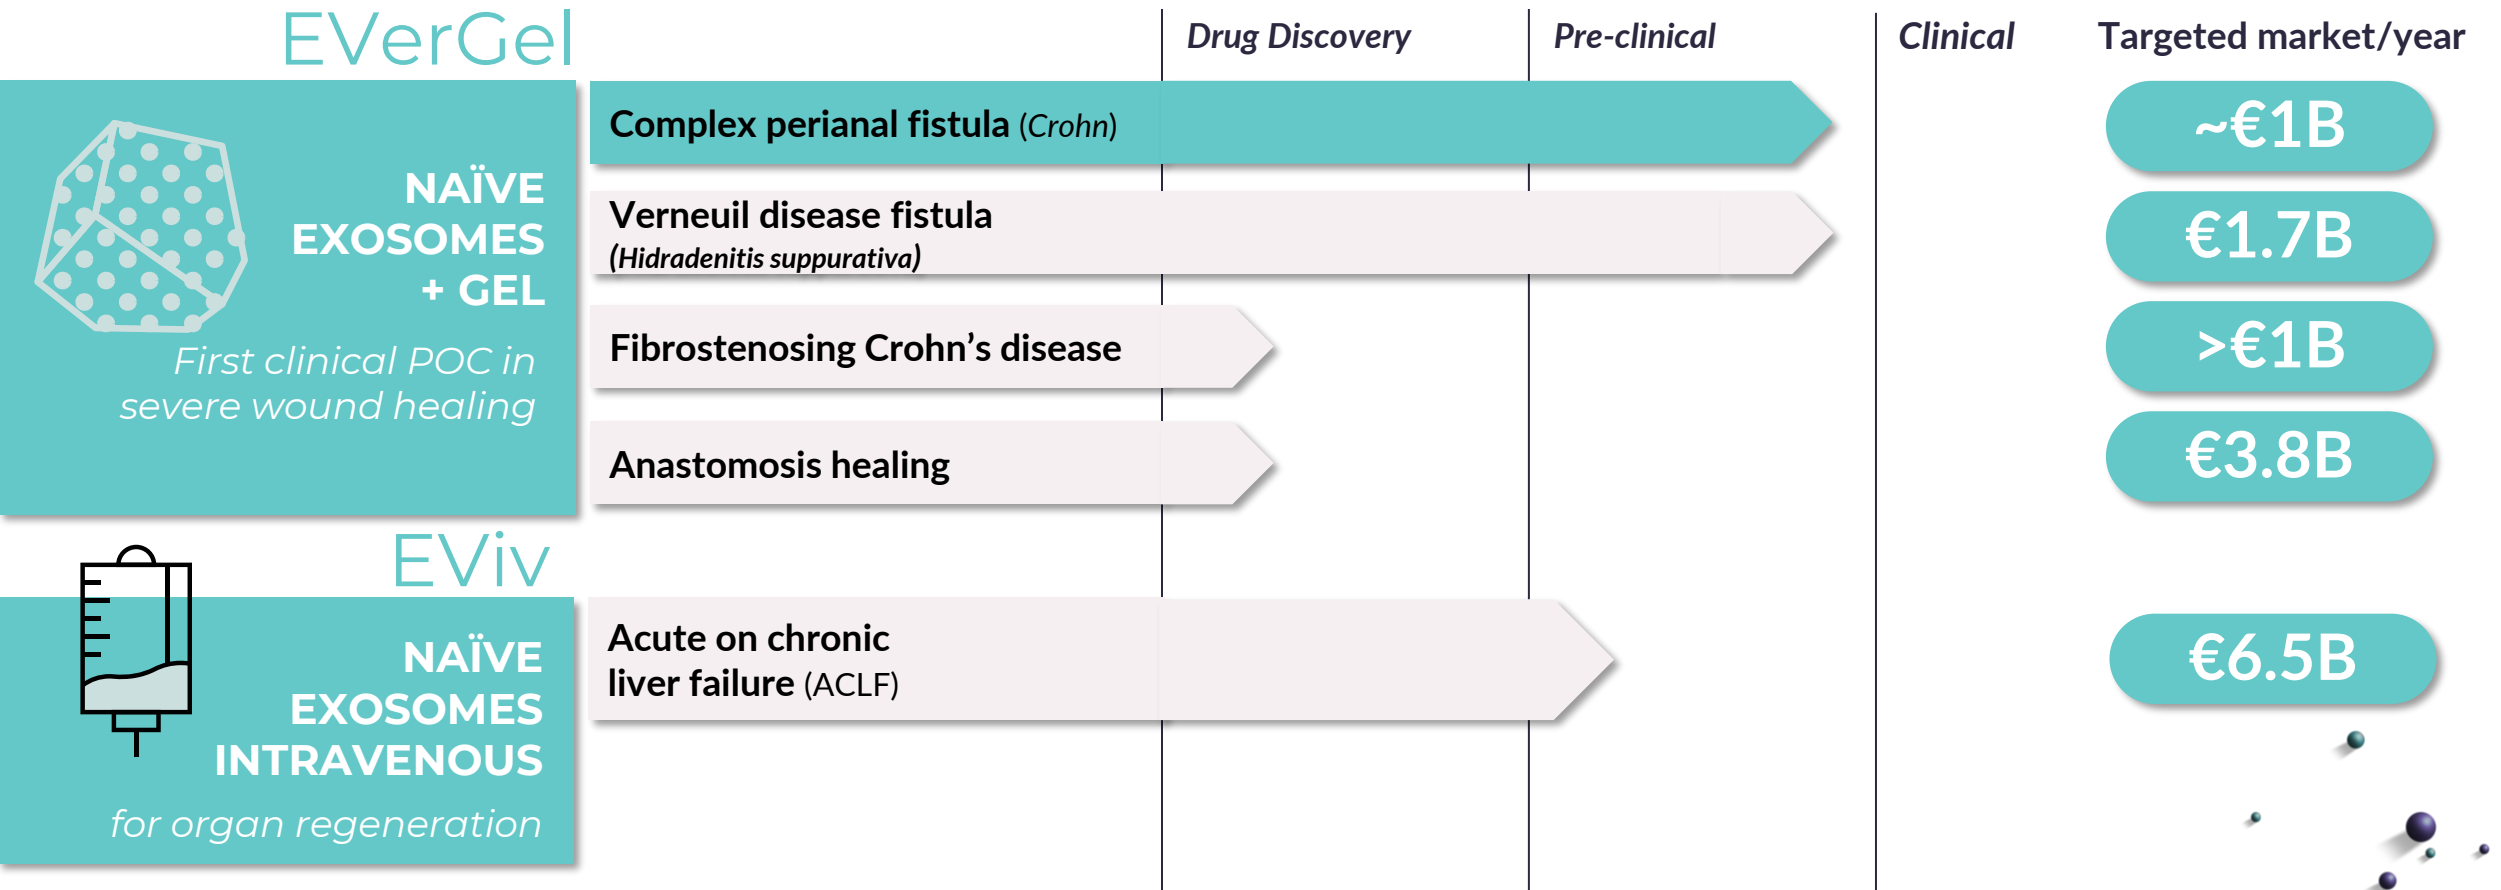 EVerGel
Drug Discovery
Pre-clinical
Clinical
Targeted market/year
NAÏVE
EXOSOMES
+ GEL
First clinical POC in
severe wound healing
Complex perianal fistula (Crohn)
~€1B
Verneuil disease fistula
(Hidradenitis suppurativa)
€1.7B
Fibrostenosing Crohn’s disease
>€1B
Anastomosis healing
€3.8B
EViv
NAÏVE
EXOSOMES
INTRAVENOUS
for organ regeneration
Acute on chronic
liver failure (ACLF)
€6.5B